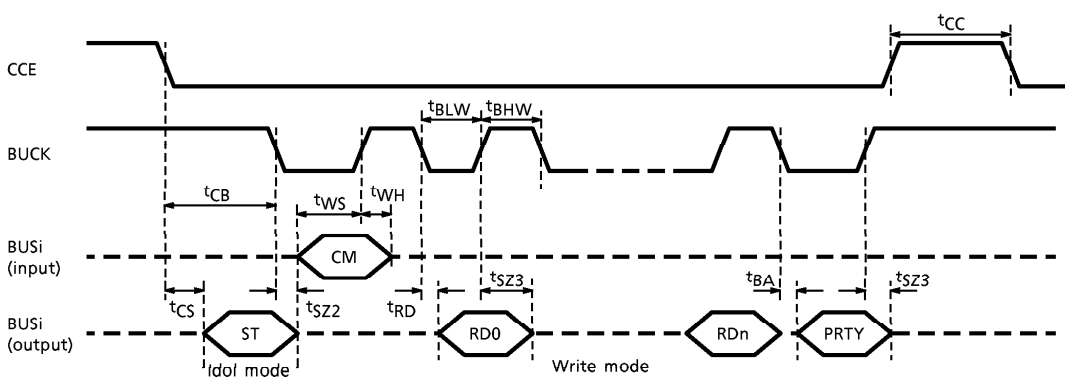 tCC
CCE
tBLW
tBHW
BUCK
tCB
tWS
tWH
BUSi
(input)
CM
tCS
tSZ2
tRD
tSZ3
tBA
tSZ3
BUSi
(output)
ST
RD0
RDn
PRTY
Idol mode
Write mode